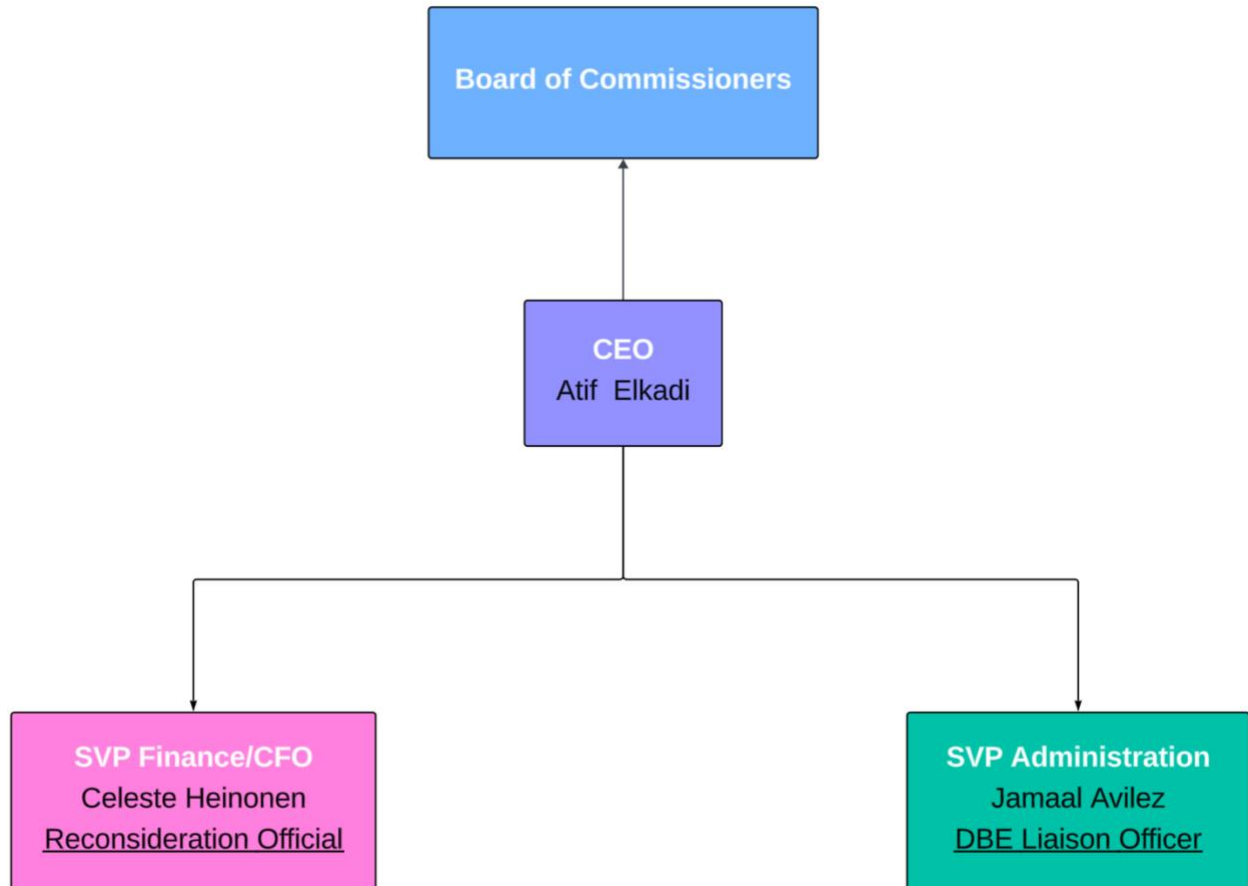 Board of Commissioners
CEO
Atif  Elkadi
SVP Finance/CFO
Celeste Heinonen
Reconsideration Official
SVP Administration
Jamaal Avilez
DBE Liaison Officer